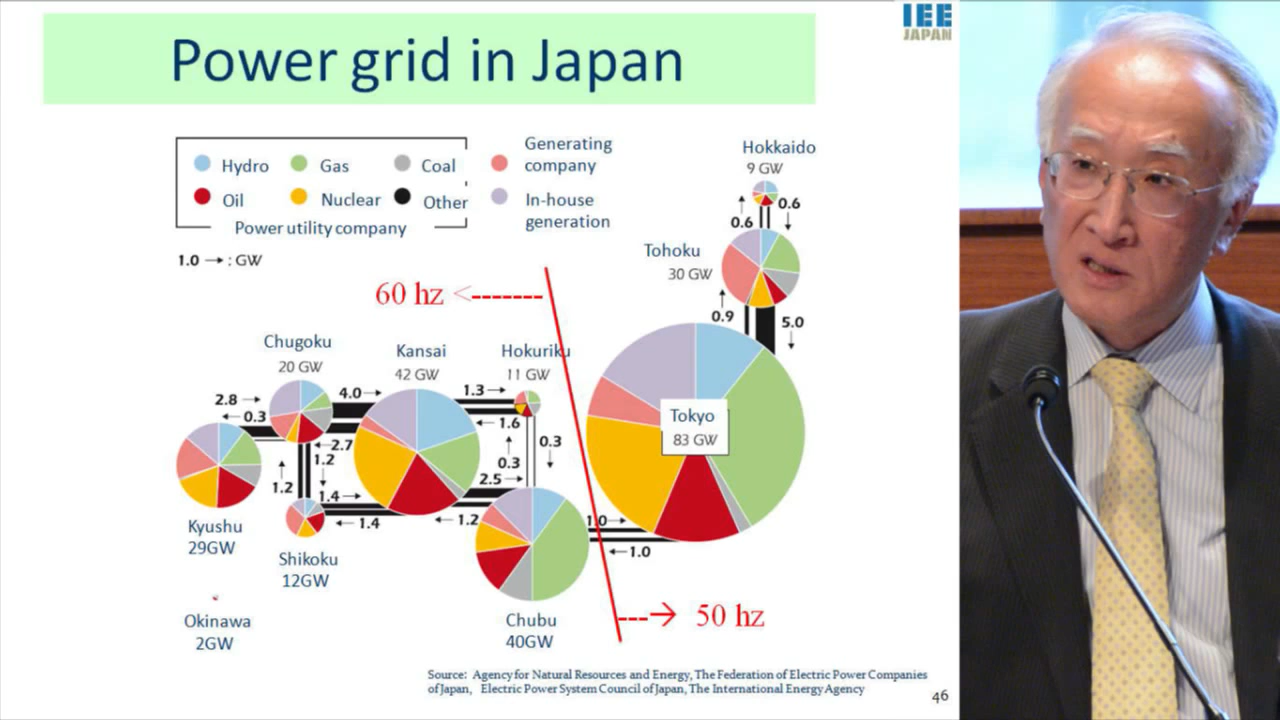 IEE
JAPAN
Power grid in Japan
Hydro
Gas
Coal
Generating
company
Oil
Nuclear
Other
In-house
generation
Power utility company
1.0 → : GW
Hokkaido
9 GW
0.6
0.6
Tohoku
30 GW
0.9
5.0
60 hz <-------
Chugoku
20 GW
Kansai
42 GW
Hokuriku
11 GW
Tokyo
83 GW
2.8 →
← 0.3
4.0 →
1.3 →
← 1.6
← 2.7
1.2
1.2
0.3
0.3
2.5 →
1.4 →
← 1.4
← 1.2
1.0 →
← 1.0
Kyushu
29GW
Shikoku
12GW
Okinawa
2GW
Chubu
40GW
---→ 50 hz
Source: Agency for Natural Resources and Energy, The Federation of Electric Power Companies
of Japan, Electric Power System Council of Japan, The International Energy Agency
46